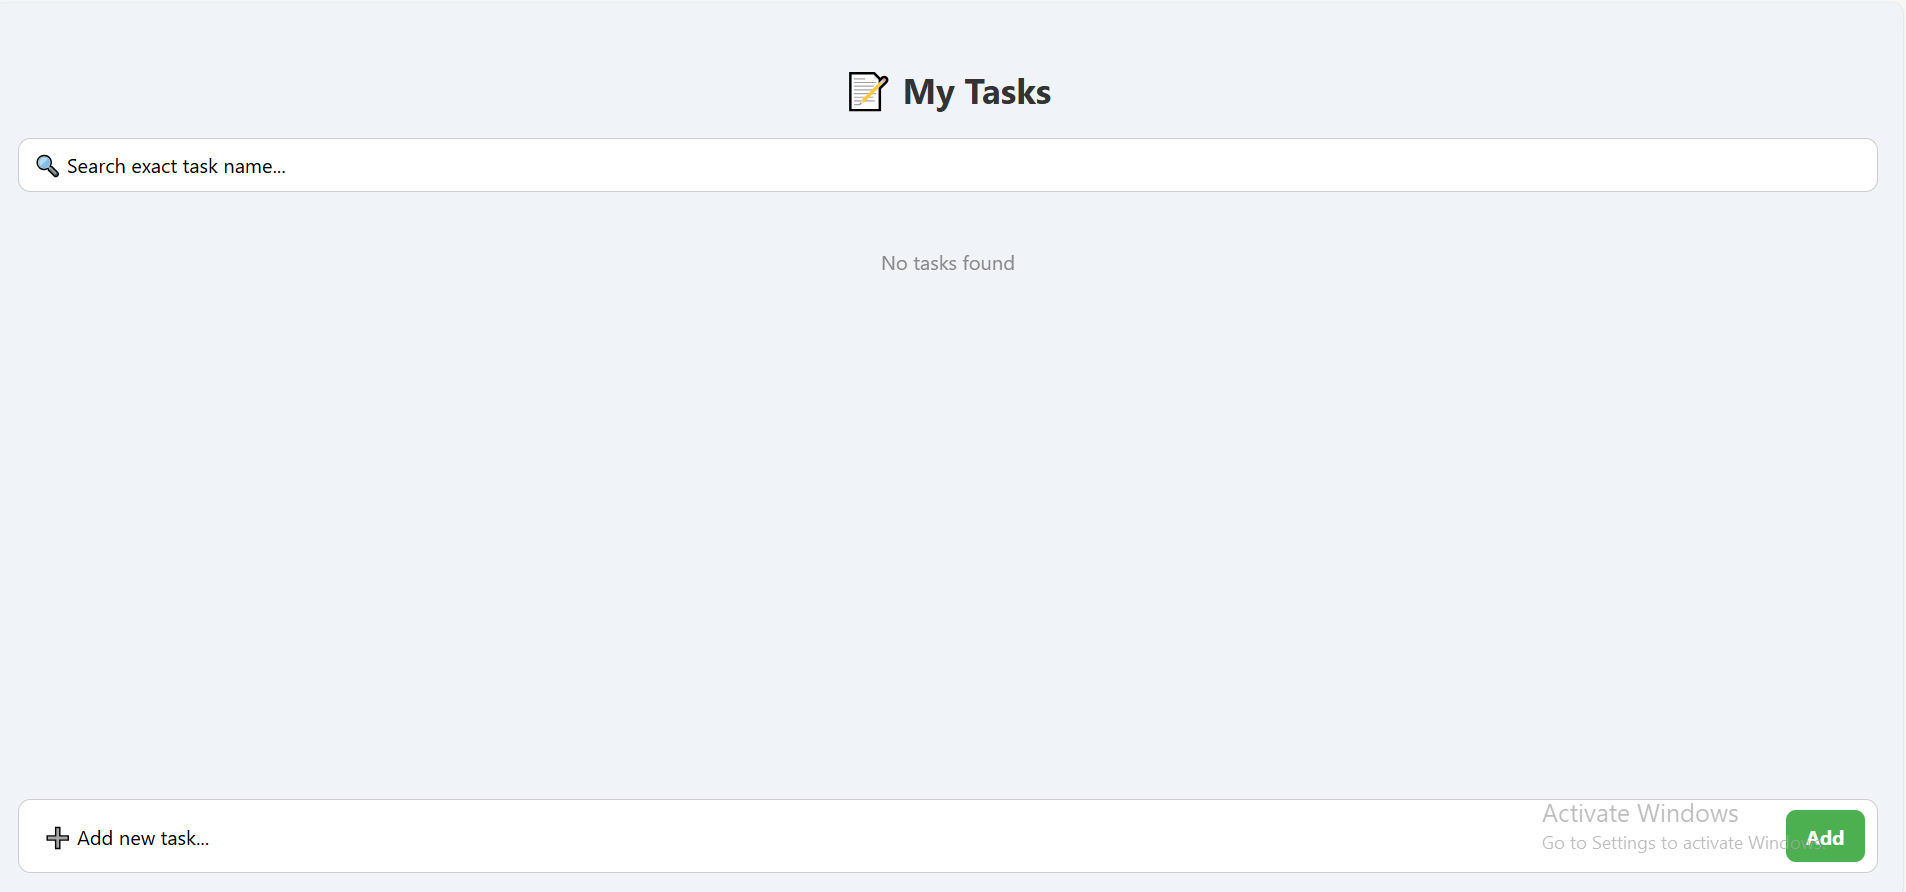 My Tasks
Search exact task name...
No tasks found
Add new task...
Activate Windows
Go to Settings to activate Windows.
Add